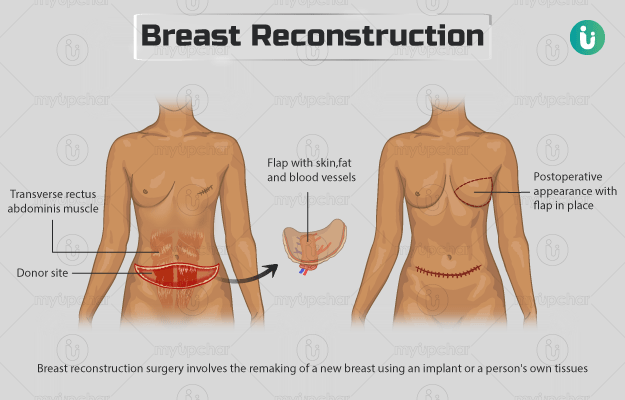 Breast Reconstruction
Flap with skin,fat
and blood vessels
Transverse rectus
abdominis muscle
Donor site
Postoperative
appearance with
flap in place
Breast reconstruction surgery involves the remaking of a new breast using an implant or a person's own tissues
myupchar